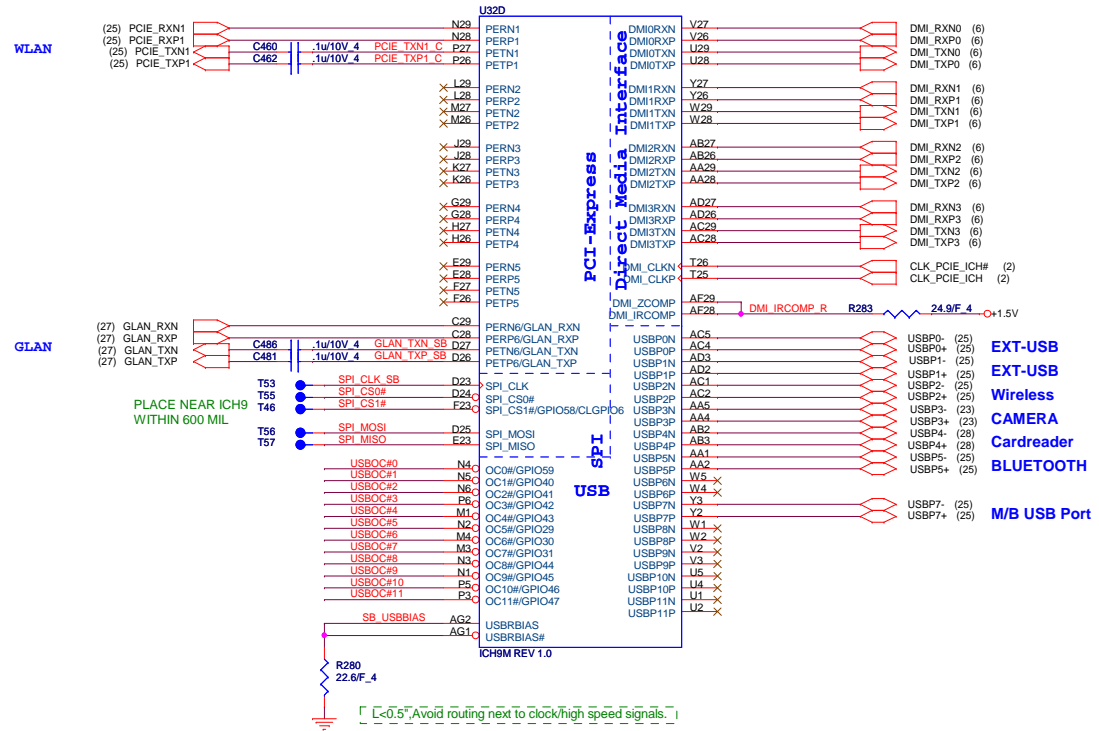 U32D
WLAN
(25) PCIE_RXN1 N29 PERN1
(25) PCIE_RXP1 N28 PERP1
(25) PCIE_TXN1 C460 .1u/10V_4 PCIE_TXN1_C P27 PETN1
(25) PCIE_TXP1 C462 .1u/10V_4 PCIE_TXP1_C P26 PETP1
L29 PERN2
L28 PERP2
M27 PETN2
M26 PETP2
J29 PERN3
J28 PERP3
K27 PETN3
K26 PETP3
G29 PERN4
G28 PERP4
H27 PETN4
H26 PETP4
E29 PERN5
E28 PERP5
F27 PETN5
F26 PETP5
GLAN
(27) GLAN_RXN C29 PERN6/GLAN_RXN
(27) GLAN_RXP C28 PERP6/GLAN_RXP
(27) GLAN_TXN C486 .1u/10V_4 GLAN_TXN_SB D27 PETN6/GLAN_TXN
(27) GLAN_TXP C481 .1u/10V_4 GLAN_TXP_SB D26 PETP6/GLAN_TXP
PLACE NEAR ICH9
WITHIN 600 MIL
T53 SPI_CLK_SB D23 SPI_CLK
T55 SPI_CS0# D24 SPI_CS0#
T46 SPI_CS1# F23 SPI_CS1#/GPIO58/CLGPIO6
T56 SPI_MOSI D25 SPI_MOSI
T57 SPI_MISO E23 SPI_MISO
USBOC#0 N4 OC0#/GPIO59
USBOC#1 N5 OC1#/GPIO40
USBOC#2 N6 OC2#/GPIO41
USBOC#3 P6 OC3#/GPIO42
USBOC#4 M1 OC4#/GPIO43
USBOC#5 N2 OC5#/GPIO29
USBOC#6 M4 OC6#/GPIO30
USBOC#7 M3 OC7#/GPIO31
USBOC#8 N3 OC8#/GPIO44
USBOC#9 N1 OC9#/GPIO45
USBOC#10 P5 OC10#/GPIO46
USBOC#11 P3 OC11#/GPIO47
SB_USBBIAS AG2 USBRBIAS
AG1 USBRBIAS#
R280
22.6/F_4
ICH9M REV 1.0
L<0.5",Avoid routing next to clock/high speed signals.
PCI-Express
Direct Media Interface
SPI
USB
DMI0RXN V27 DMI_RXN0 (6)
DMI0RXP V26 DMI_RXP0 (6)
DMI0TXN U29 DMI_TXN0 (6)
DMI0TXP U28 DMI_TXP0 (6)
DMI1RXN Y27 DMI_RXN1 (6)
DMI1RXP Y26 DMI_RXP1 (6)
DMI1TXN W29 DMI_TXN1 (6)
DMI1TXP W28 DMI_TXP1 (6)
DMI2RXN AB27 DMI_RXN2 (6)
DMI2RXP AB26 DMI_RXP2 (6)
DMI2TXN AA29 DMI_TXN2 (6)
DMI2TXP AA28 DMI_TXP2 (6)
DMI3RXN AD27 DMI_RXN3 (6)
DMI3RXP AD26 DMI_RXP3 (6)
DMI3TXN AC29 DMI_TXN3 (6)
DMI3TXP AC28 DMI_TXP3 (6)
DMI_CLKN T26 CLK_PCIE_ICH# (2)
DMI_CLKP T25 CLK_PCIE_ICH (2)
DMI_ZCOMP AF29
DMI_IRCOMP AF28 DMI_IRCOMP_R R283 24.9/F_4 +1.5V
USBP0N AC5 USBP0- (25)
USBP0P AC4 USBP0+ (25) EXT-USB
USBP1N AD3 USBP1- (25)
USBP1P AD2 USBP1+ (25) EXT-USB
USBP2N AC1 USBP2- (25)
USBP2P AC2 USBP2+ (25) Wireless
USBP3N AA5 USBP3- (23)
USBP3P AA4 USBP3+ (23) CAMERA
USBP4N AB2 USBP4- (28)
USBP4P AB3 USBP4+ (28) Cardreader
USBP5N AA1 USBP5- (25)
USBP5P AA2 USBP5+ (25) BLUETOOTH
USBP6N W5
USBP6P W4
USBP7N Y3 USBP7- (25)
USBP7P Y2 USBP7+ (25) M/B USB Port
USBP8N W1
USBP8P W2
USBP9N V2
USBP9P V3
USBP10N U5
USBP10P U4
USBP11N U1
USBP11P U2